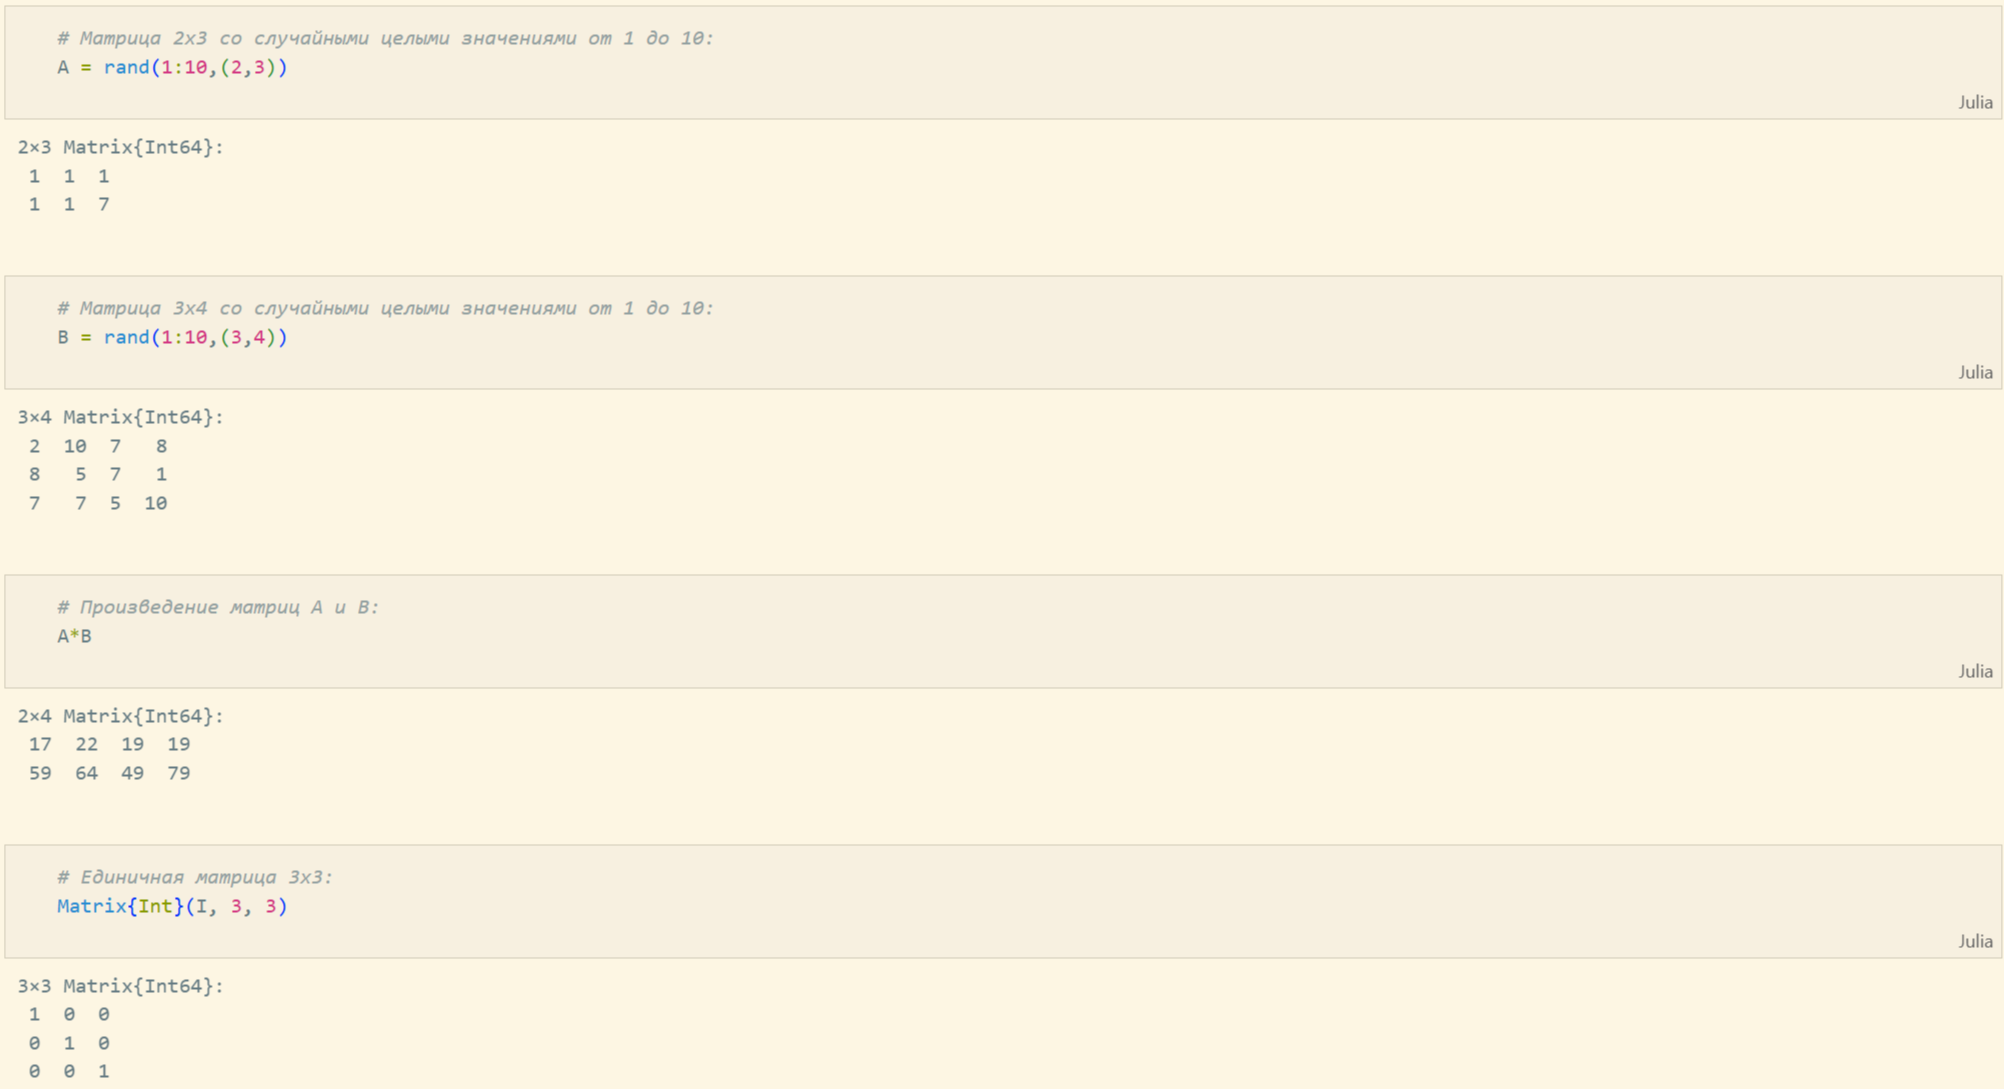 # Матрица 2x3 со случайными целыми значениями от 1 до 10:
A = rand(1:10,(2,3))
Julia
2×3 Matrix{Int64}:
1 1 1
1 1 7
# Матрица 3x4 со случайными целыми значениями от 1 до 10:
B = rand(1:10,(3,4))
Julia
3×4 Matrix{Int64}:
2 10 7 8
8 5 7 1
7 7 5 10
# Произведение матриц A и B:
A*B
Julia
2×4 Matrix{Int64}:
17 22 19 19
59 64 49 79
# Единичная матрица 3x3:
Matrix{Int}(I, 3, 3)
Julia
3×3 Matrix{Int64}:
1 0 0
0 1 0
0 0 1